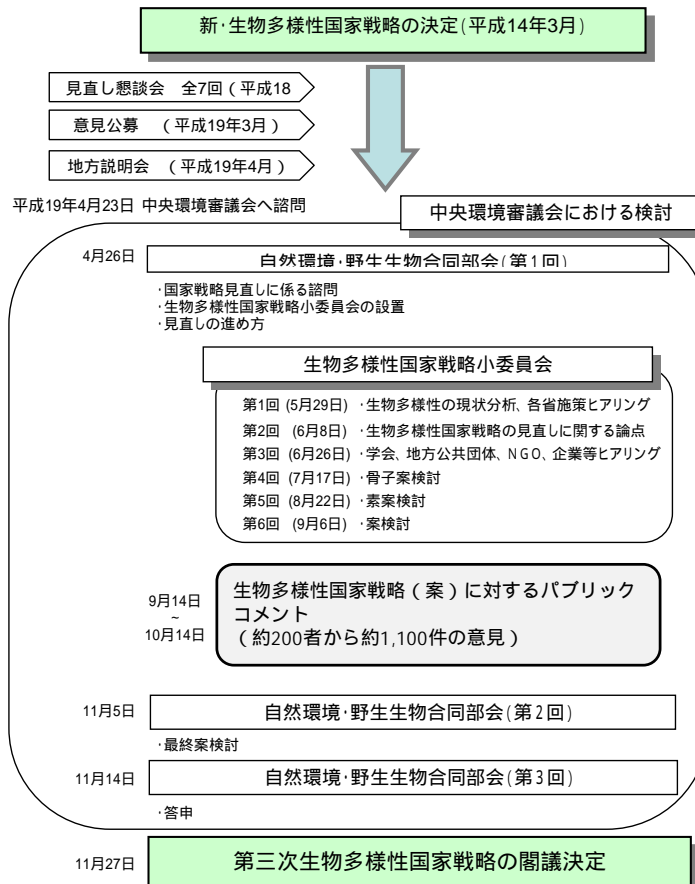 新･生物多様性国家戦略の決定(平成14年3月)
見直し懇談会　全7回（平成18
意見公募　（平成19年3月）
地方説明会　（平成19年4月）
平成19年4月23日 中央環境審議会へ諮問
中央環境審議会における検討
4月26日
自然環境･野生生物合同部会(第1回)
･国家戦略見直しに係る諮問
･生物多様性国家戦略小委員会の設置
･見直しの進め方
生物多様性国家戦略小委員会
第1回 (5月29日) ･生物多様性の現状分析、各省施策ヒアリング
第2回 (6月8日) ･生物多様性国家戦略の見直しに関する論点
第3回 (6月26日) ･学会、地方公共団体、NGO、企業等ヒアリング
第4回 (7月17日) ･骨子案検討
第5回 (8月22日) ･素案検討
第6回 (9月6日) ･案検討
9月14日
~
10月14日
生物多様性国家戦略（案）に対するパブリック
コメント
（約200者から約1,100件の意見）
11月5日
自然環境･野生生物合同部会(第2回)
･最終案検討
11月14日
自然環境･野生生物合同部会(第3回)
･答申
11月27日
第三次生物多様性国家戦略の閣議決定